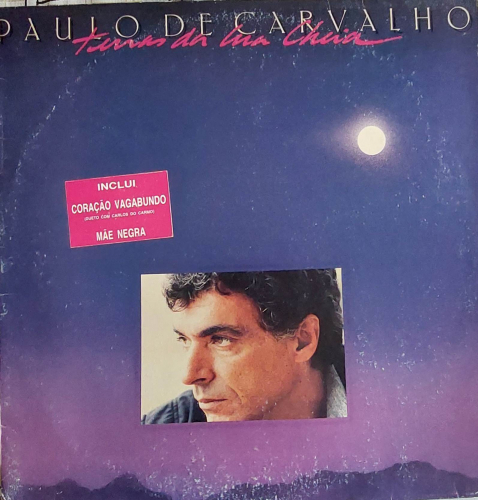 PAULO DE CARVALHO
terras da lua Cheia
INCLUI
CORAÇÃO VAGABUNDO
(DUETO COM CARLOS DO CARMO)
MÃE NEGRA